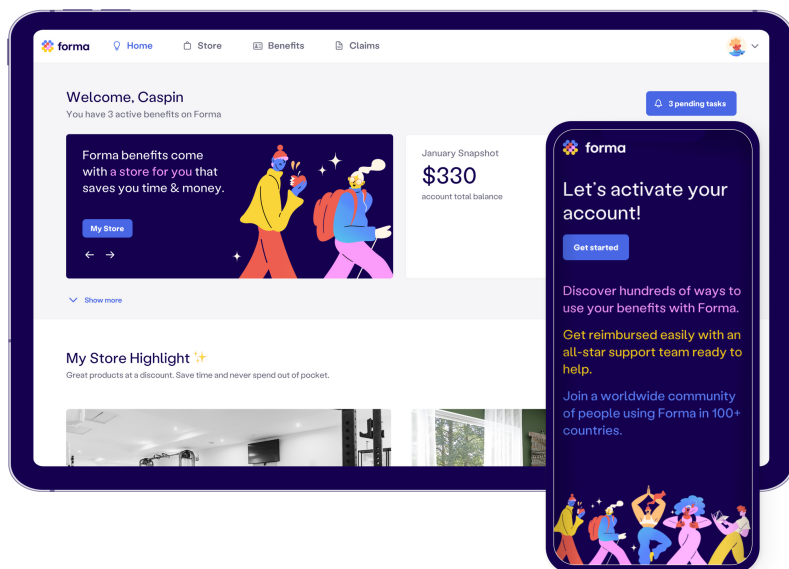 forma
Home
Store
Benefits
Claims
Welcome, Caspin
You have 3 active benefits on Forma
3 pending tasks
Forma benefits come
with a store for you that
saves you time & money.
My Store
January Snapshot
$330
account total balance
Show more
My Store Highlight ✨
Great products at a discount. Save time and never spend out of pocket.
forma
Let's activate your
account!
Get started
Discover hundreds of ways to
use your benefits with Forma.
Get reimbursed easily with an
all-star support team ready to
help.
Join a worldwide community
of people using Forma in 100+
countries.